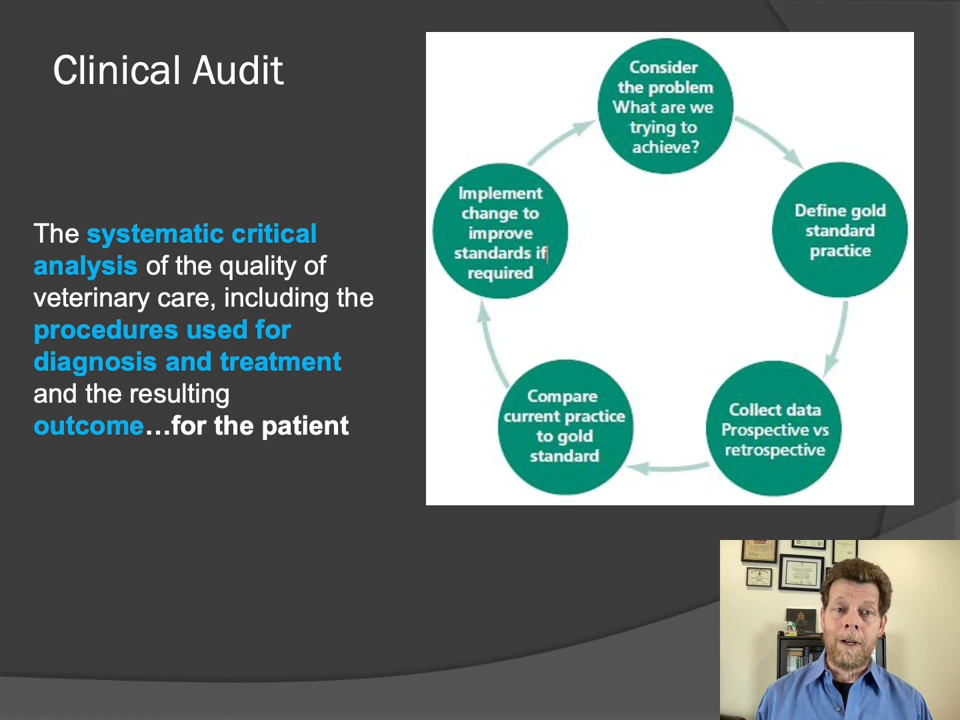 Clinical Audit
The systematic critical
analysis of the quality of
veterinary care, including the
procedures used for
diagnosis and treatment
and the resulting
outcome…for the patient
Consider
the problem
What are we
trying to
achieve?
Define gold
standard
practice
Collect data
Prospective vs
retrospective
Compare
current practice
to gold
standard
Implement
change to
improve
standards if
required